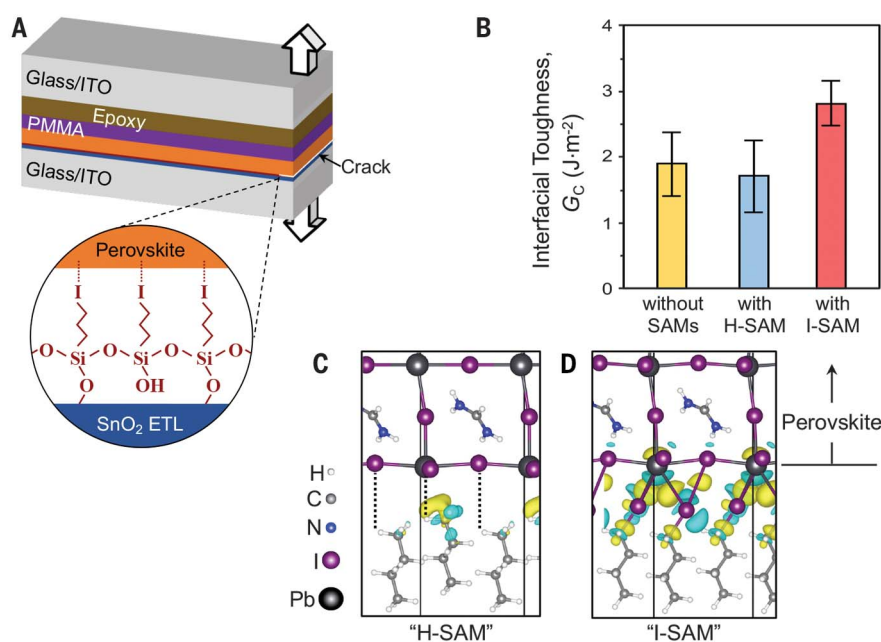 A
Glass/ITO
Epoxy
PMMA
Crack
Glass/ITO
Perovskite
I I I
Si O Si O Si
O O
O OH O
SnO₂ ETL
B
Interfacial Toughness,
G_C (J·m⁻²)
4
3
2
1
0
without
SAMs
with
H-SAM
with
I-SAM
C
H
C
N
I
Pb
"H-SAM"
D
"I-SAM"
Perovskite